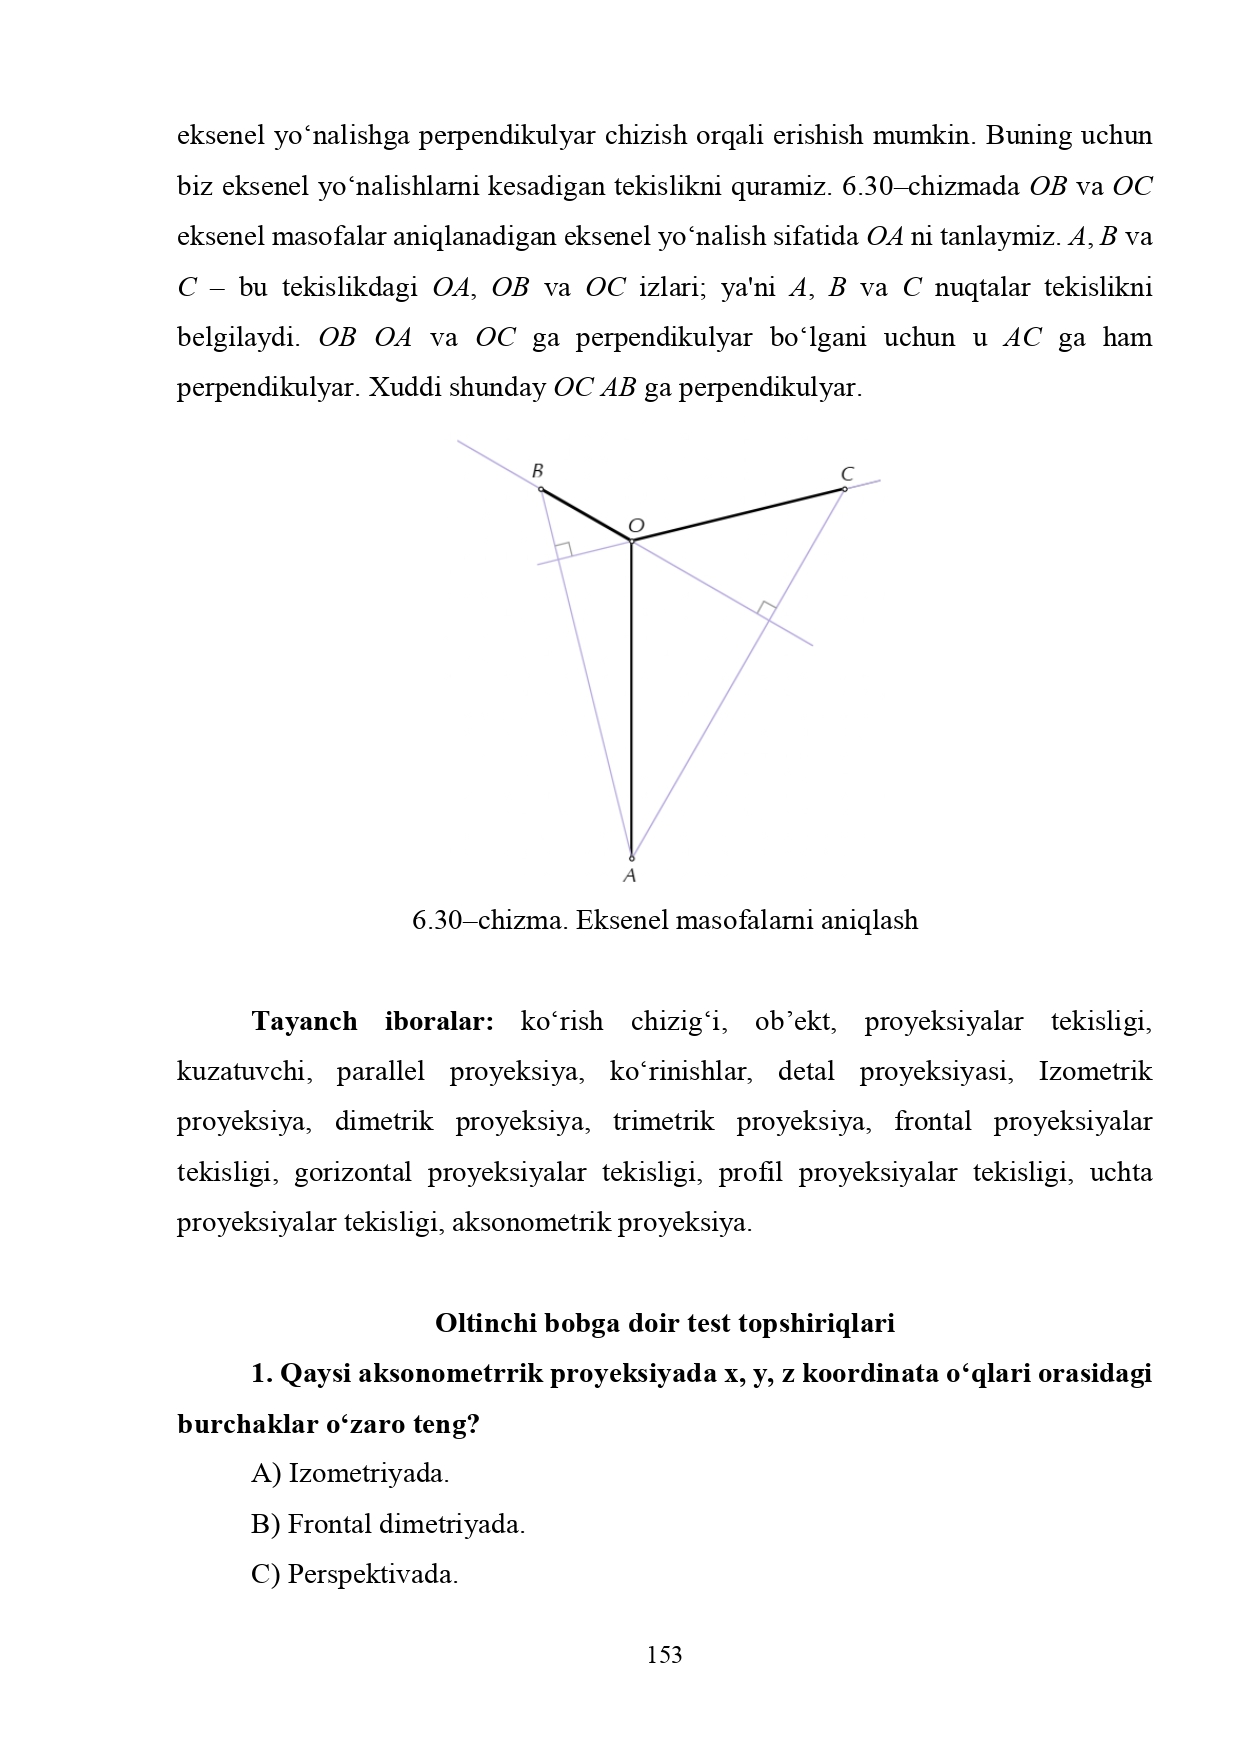 eksenel yo‘nalishga perpendikulyar chizish orqali erishish mumkin. Buning uchun
biz eksenel yo‘nalishlarni kesadigan tekislikni quramiz. 6.30–chizmada OB va OC
eksenel masofalar aniqlanadigan eksenel yo‘nalish sifatida OA ni tanlaymiz. A, B va
C – bu tekislikdagi OA, OB va OC izlari; ya'ni A, B va C nuqtalar tekislikni
belgilaydi. OB OA va OC ga perpendikulyar bo‘lgani uchun u AC ga ham
perpendikulyar. Xuddi shunday OC AB ga perpendikulyar.
B
C
O
A
6.30–chizma. Eksenel masofalarni aniqlash
Tayanch iboralar: ko‘rish chizig‘i, ob’ekt, proyeksiyalar tekisligi,
kuzatuvchi, parallel proyeksiya, ko‘rinishlar, detal proyeksiyasi, Izometrik
proyeksiya, dimetrik proyeksiya, trimetrik proyeksiya, frontal proyeksiyalar
tekisligi, gorizontal proyeksiyalar tekisligi, profil proyeksiyalar tekisligi, uchta
proyeksiyalar tekisligi, aksonometrik proyeksiya.
Oltinchi bobga doir test topshiriqlari
1. Qaysi aksonometrrik proyeksiyada x, y, z koordinata o‘qlari orasidagi
burchaklar o‘zaro teng?
A) Izometriyada.
B) Frontal dimetriyada.
C) Perspektivada.
153